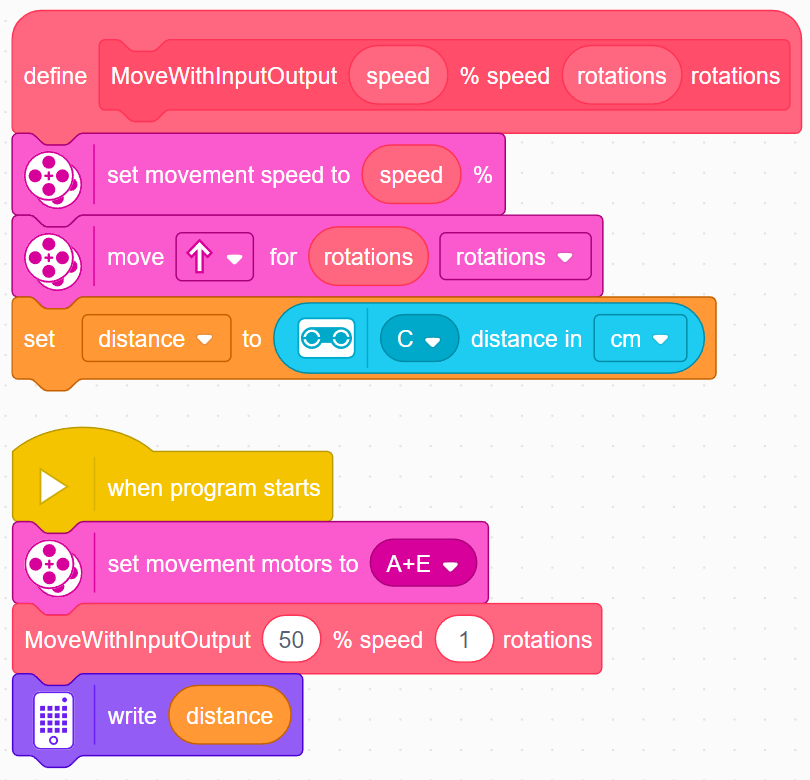 define MoveWithInputOutput speed % speed rotations rotations
set movement speed to speed %
move for rotations rotations
set distance to C distance in cm
when program starts
set movement motors to A+E
MoveWithInputOutput 50 % speed 1 rotations
write distance